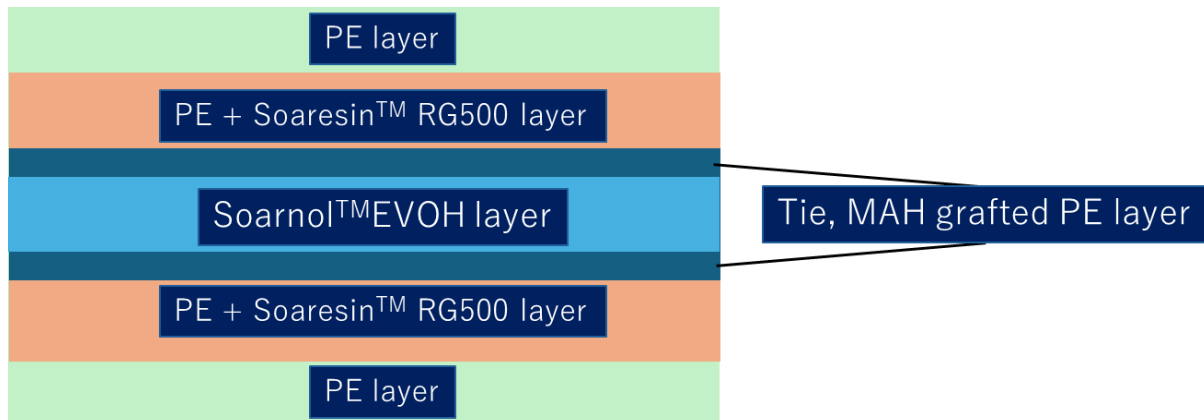 PE layer
PE + Soaresin™ RG500 layer
Soarnol™EVOH layer
Tie, MAH grafted PE layer
PE + Soaresin™ RG500 layer
PE layer